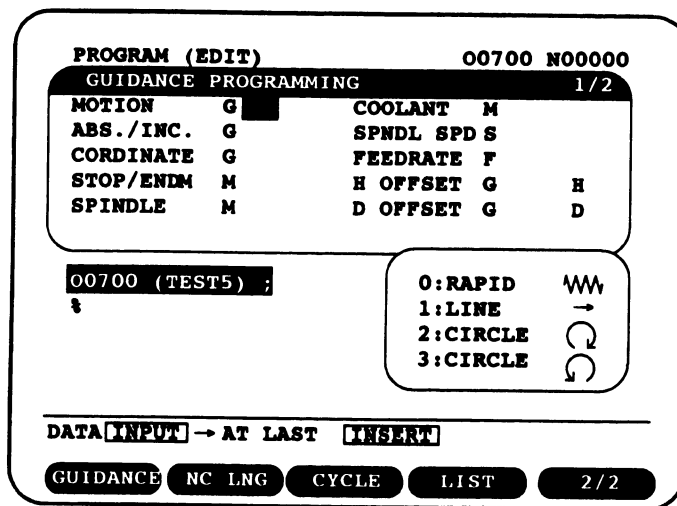 PROGRAM (EDIT) O0700 N00000
GUIDANCE PROGRAMMING 1/2
MOTION G COOLANT M
ABS./INC. G SPNDL SPD S
CORDINATE G FEEDRATE F
STOP/ENDM M H OFFSET G H
SPINDLE M D OFFSET G D
O0700 (TEST5) ;
%
0:RAPID
1:LINE →
2:CIRCLE
3:CIRCLE
DATA INPUT → AT LAST INSERT
GUIDANCE NC LNG CYCLE LIST 2/2